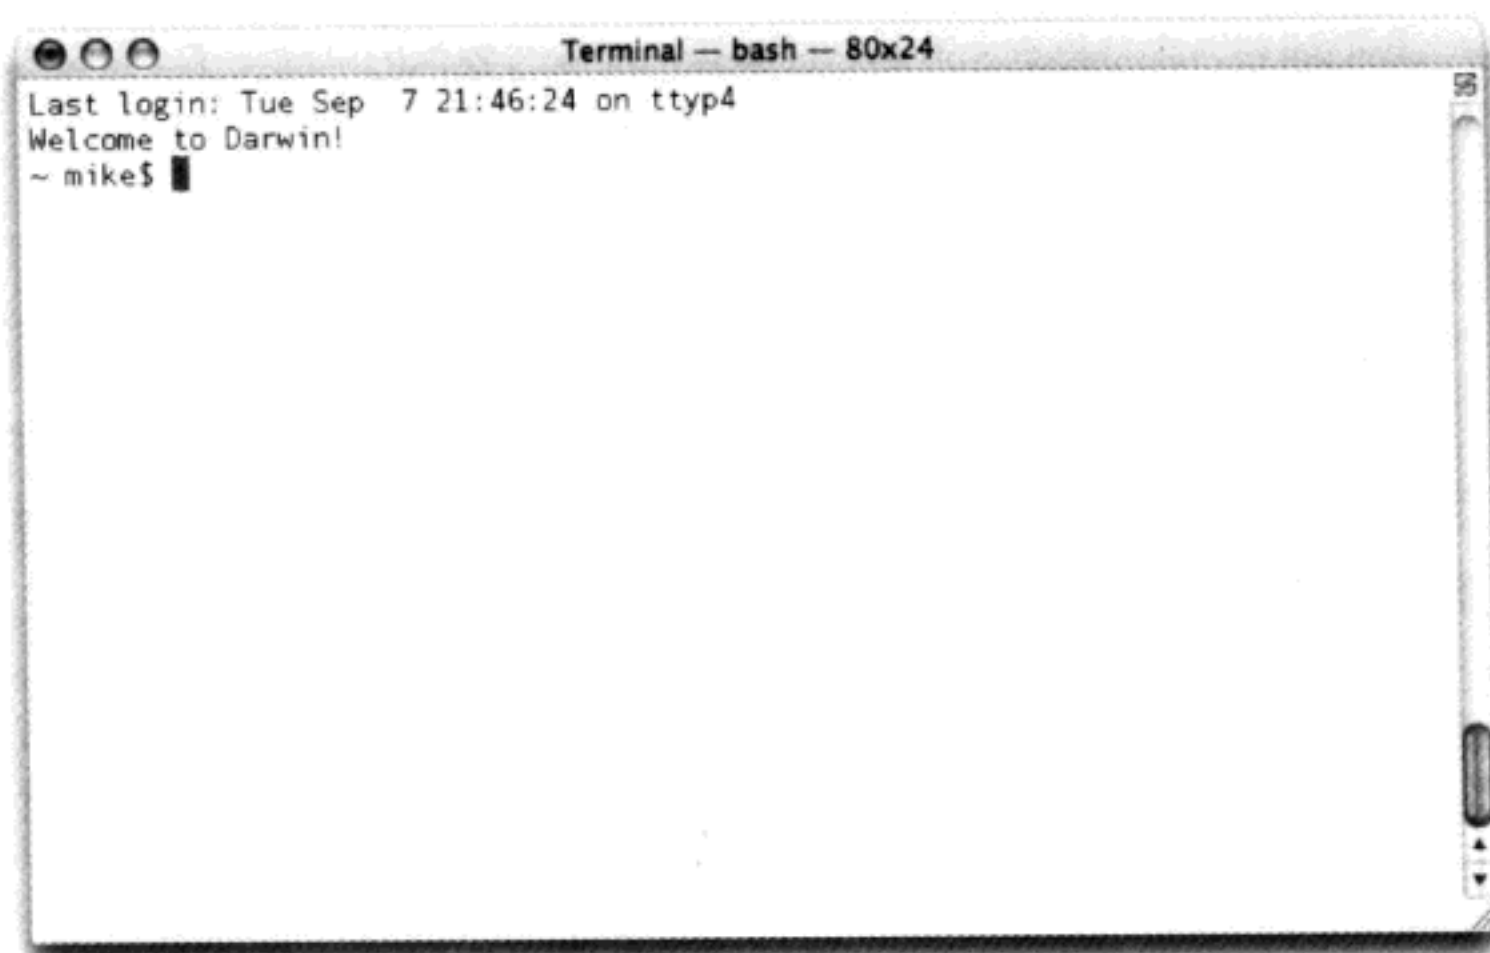 Terminal — bash — 80x24
Last login: Tue Sep  7 21:46:24 on ttyp4
Welcome to Darwin!
~ mike$